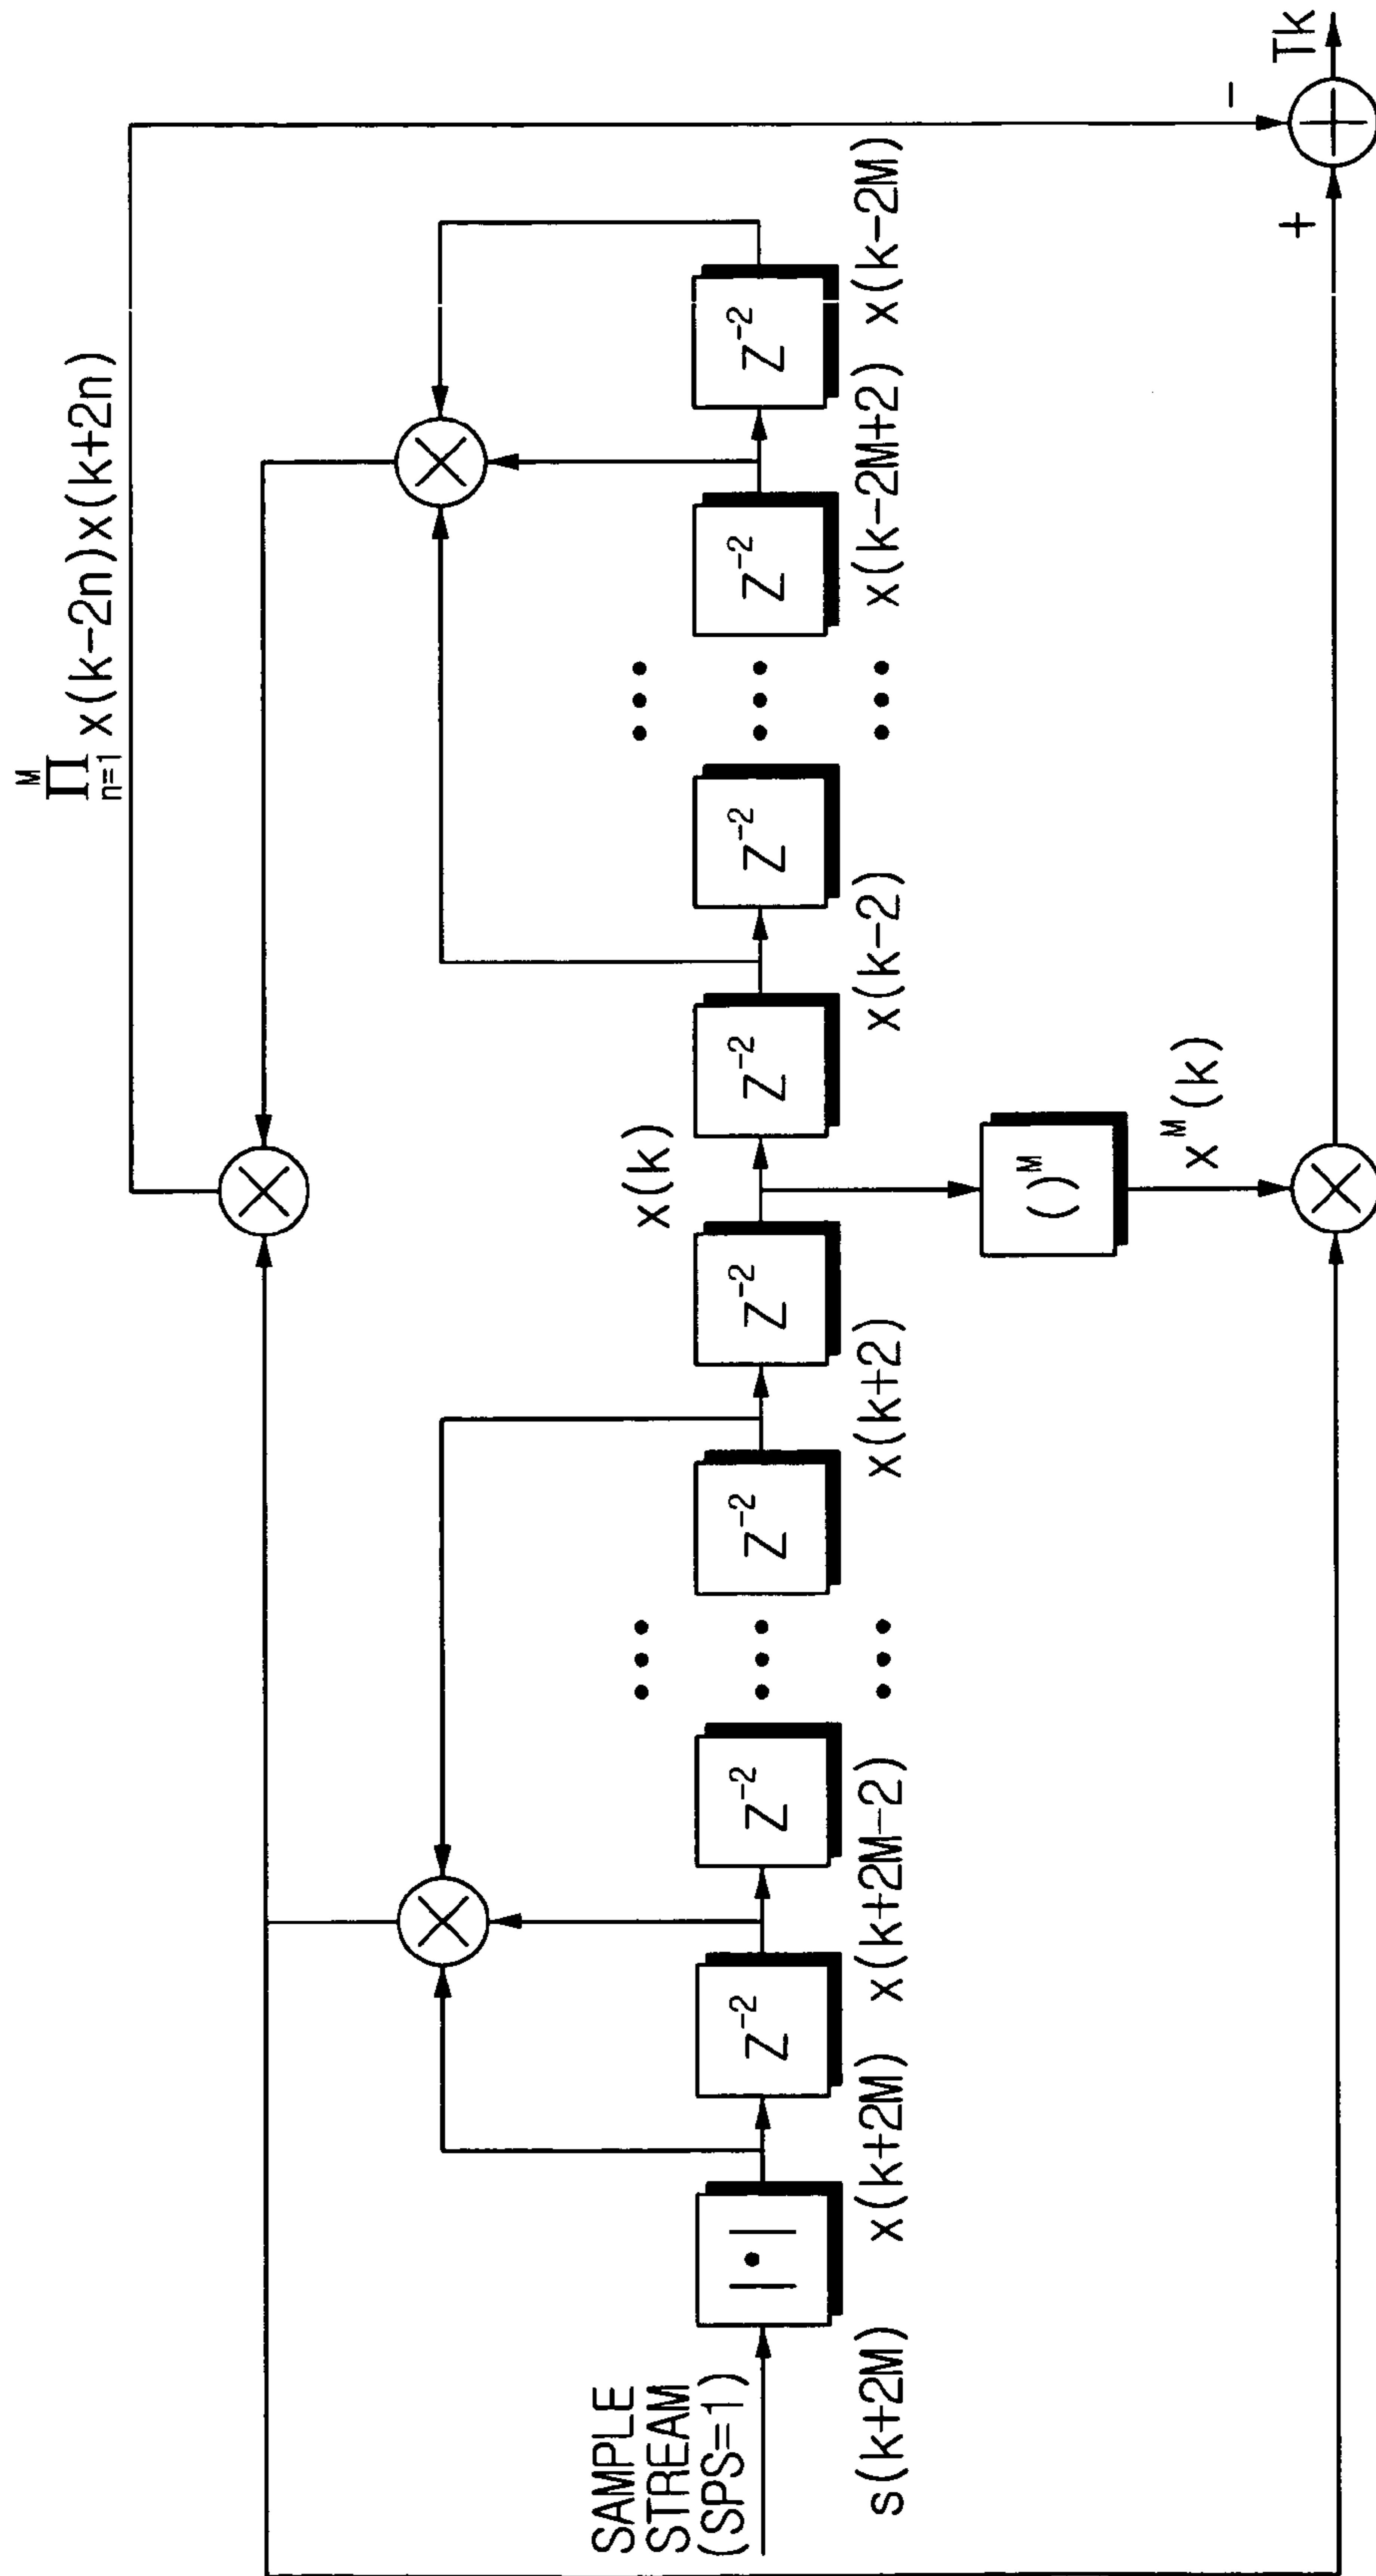 M
∏ x(k-2n)x(k+2n)
n=1
-
Tk
+
x(k)
SAMPLE
STREAM
(SPS=1)
|•|
Z⁻²
Z⁻²
•••
Z⁻²
Z⁻²
Z⁻²
Z⁻²
•••
Z⁻²
Z⁻²
s(k+2M)
x(k+2M)
x(k+2M-2)
x(k+2)
x(k-2)
x(k-2M+2)
x(k-2M)
( )ᴹ
xᴹ(k)